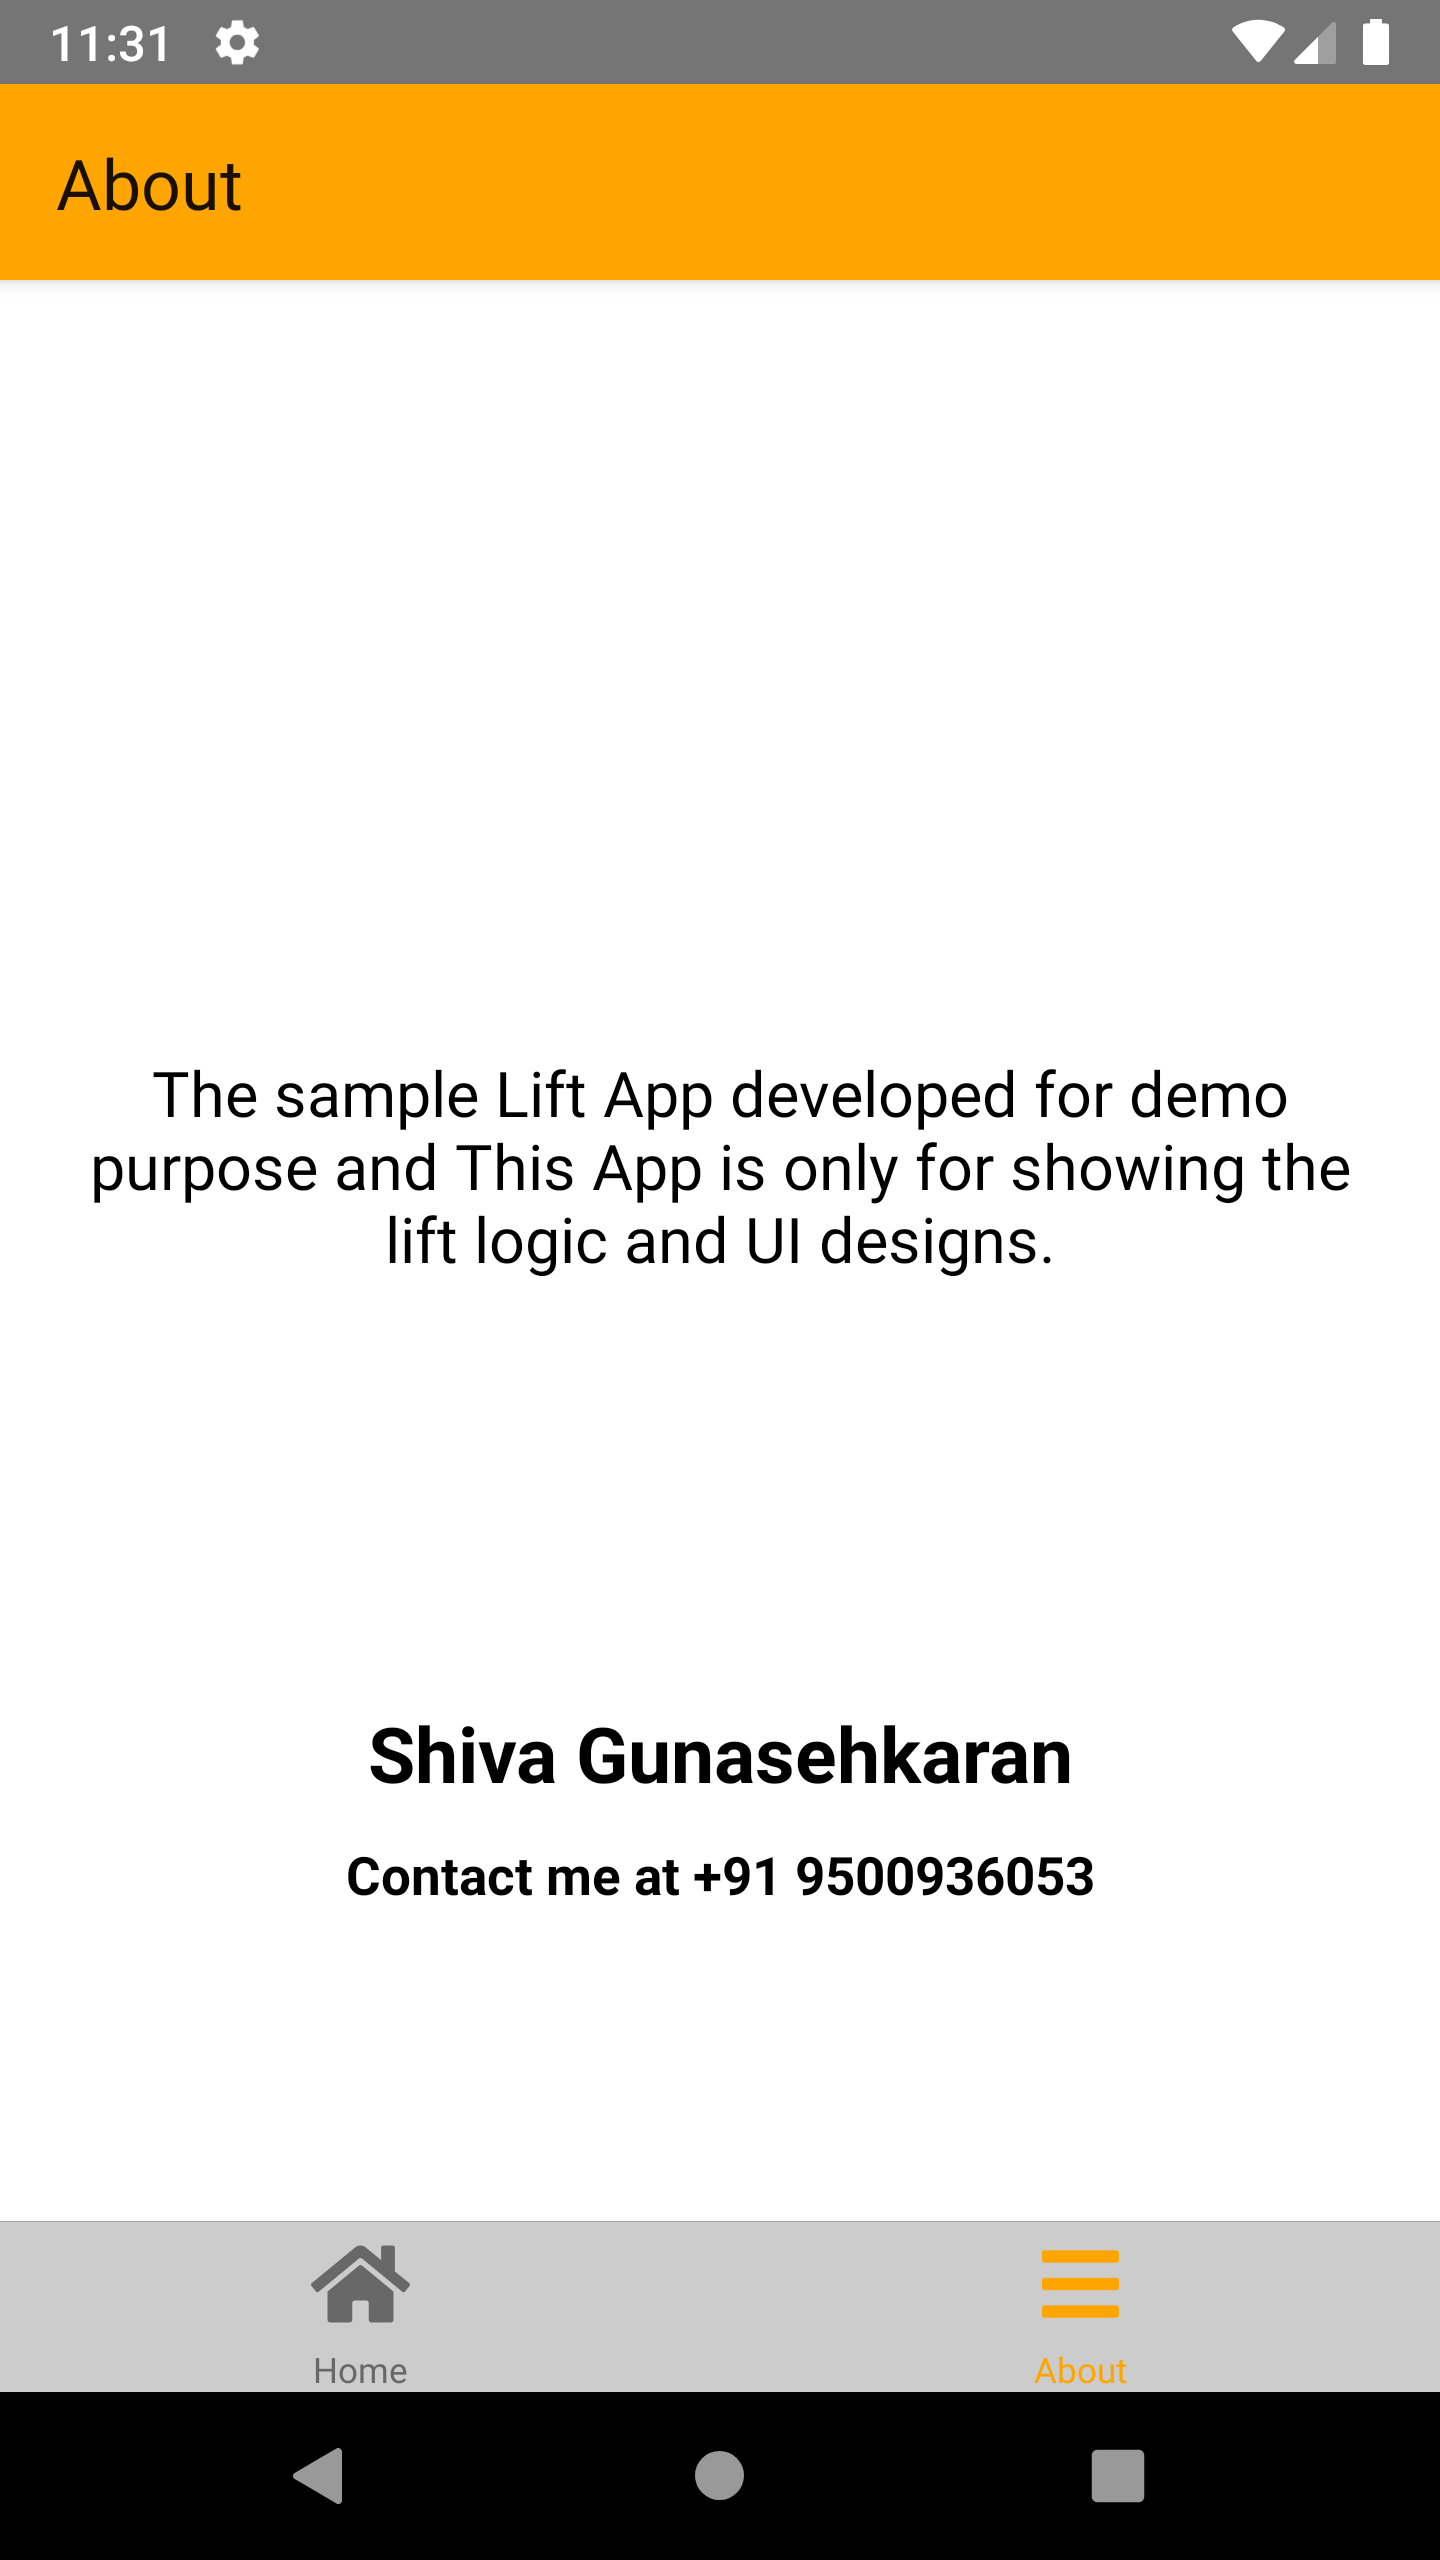 11:31
About
The sample Lift App developed for demo
purpose and This App is only for showing the
lift logic and UI designs.
Shiva Gunasehkaran
Contact me at +91 9500936053
Home
About